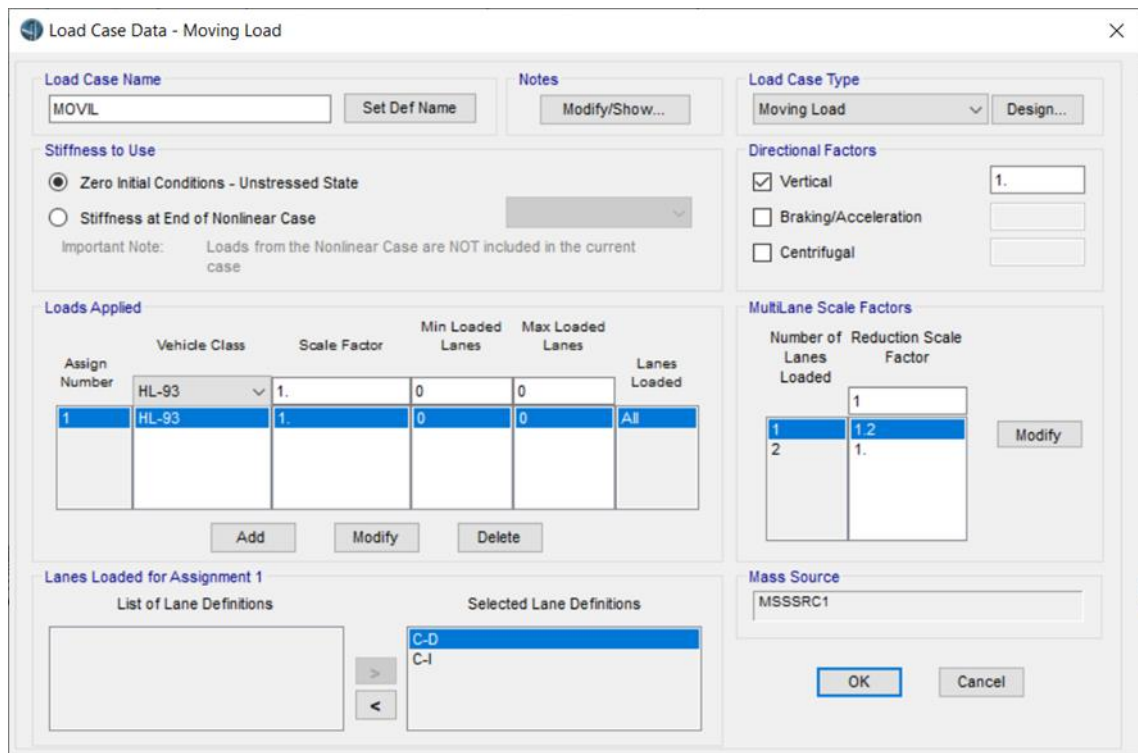 Load Case Data - Moving Load
Load Case Name
MOVIL
Set Def Name
Notes
Modify/Show...
Load Case Type
Moving Load
Design...
Stiffness to Use
Zero Initial Conditions - Unstressed State
Stiffness at End of Nonlinear Case
Important Note: Loads from the Nonlinear Case are NOT included in the current
case
Directional Factors
Vertical 1.
Braking/Acceleration
Centrifugal
Loads Applied
Assign
Number
Vehicle Class
Scale Factor
Min Loaded
Lanes
Max Loaded
Lanes
Lanes
Loaded
HL-93 1. 0 0
1 HL-93 1. 0 0 All
Add Modify Delete
MultiLane Scale Factors
Number of
Lanes
Loaded
Reduction Scale
Factor
1
1 1.2
2 1.
Modify
Lanes Loaded for Assignment 1
List of Lane Definitions
Selected Lane Definitions
C-D
C-I
>
<
Mass Source
MSSSRC1
OK Cancel